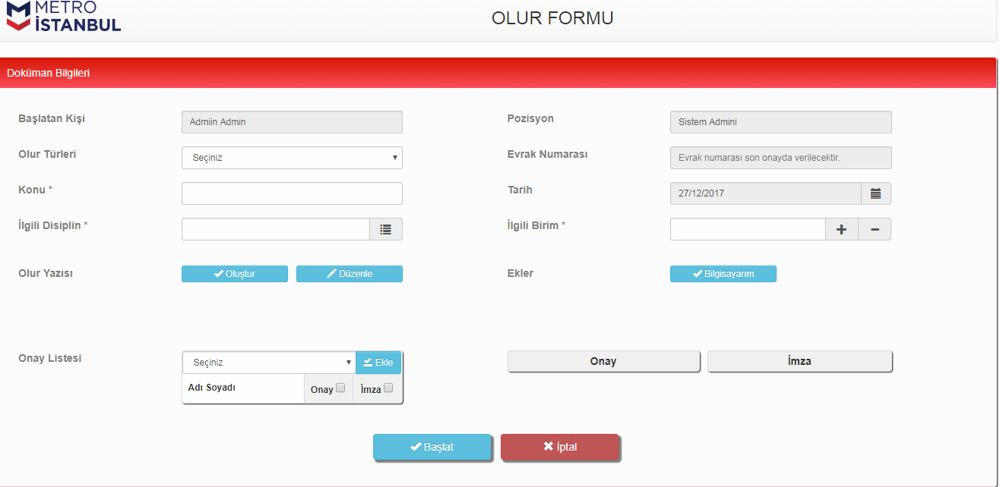 METRO
İSTANBUL
OLUR FORMU
Doküman Bilgileri
Başlatan Kişi
Admiin Admin
Pozisyon
Sistem Admini
Olur Türleri
Seçiniz
Evrak Numarası
Evrak numarası son onayda verilecektir.
Konu *
Tarih
27/12/2017
İlgili Disiplin *
İlgili Birim *
Olur Yazısı
Oluştur
Düzenle
Ekler
Bilgisayarım
Onay Listesi
Seçiniz
Ekle
Adı Soyadı
Onay
İmza
Onay
İmza
Başlat
İptal